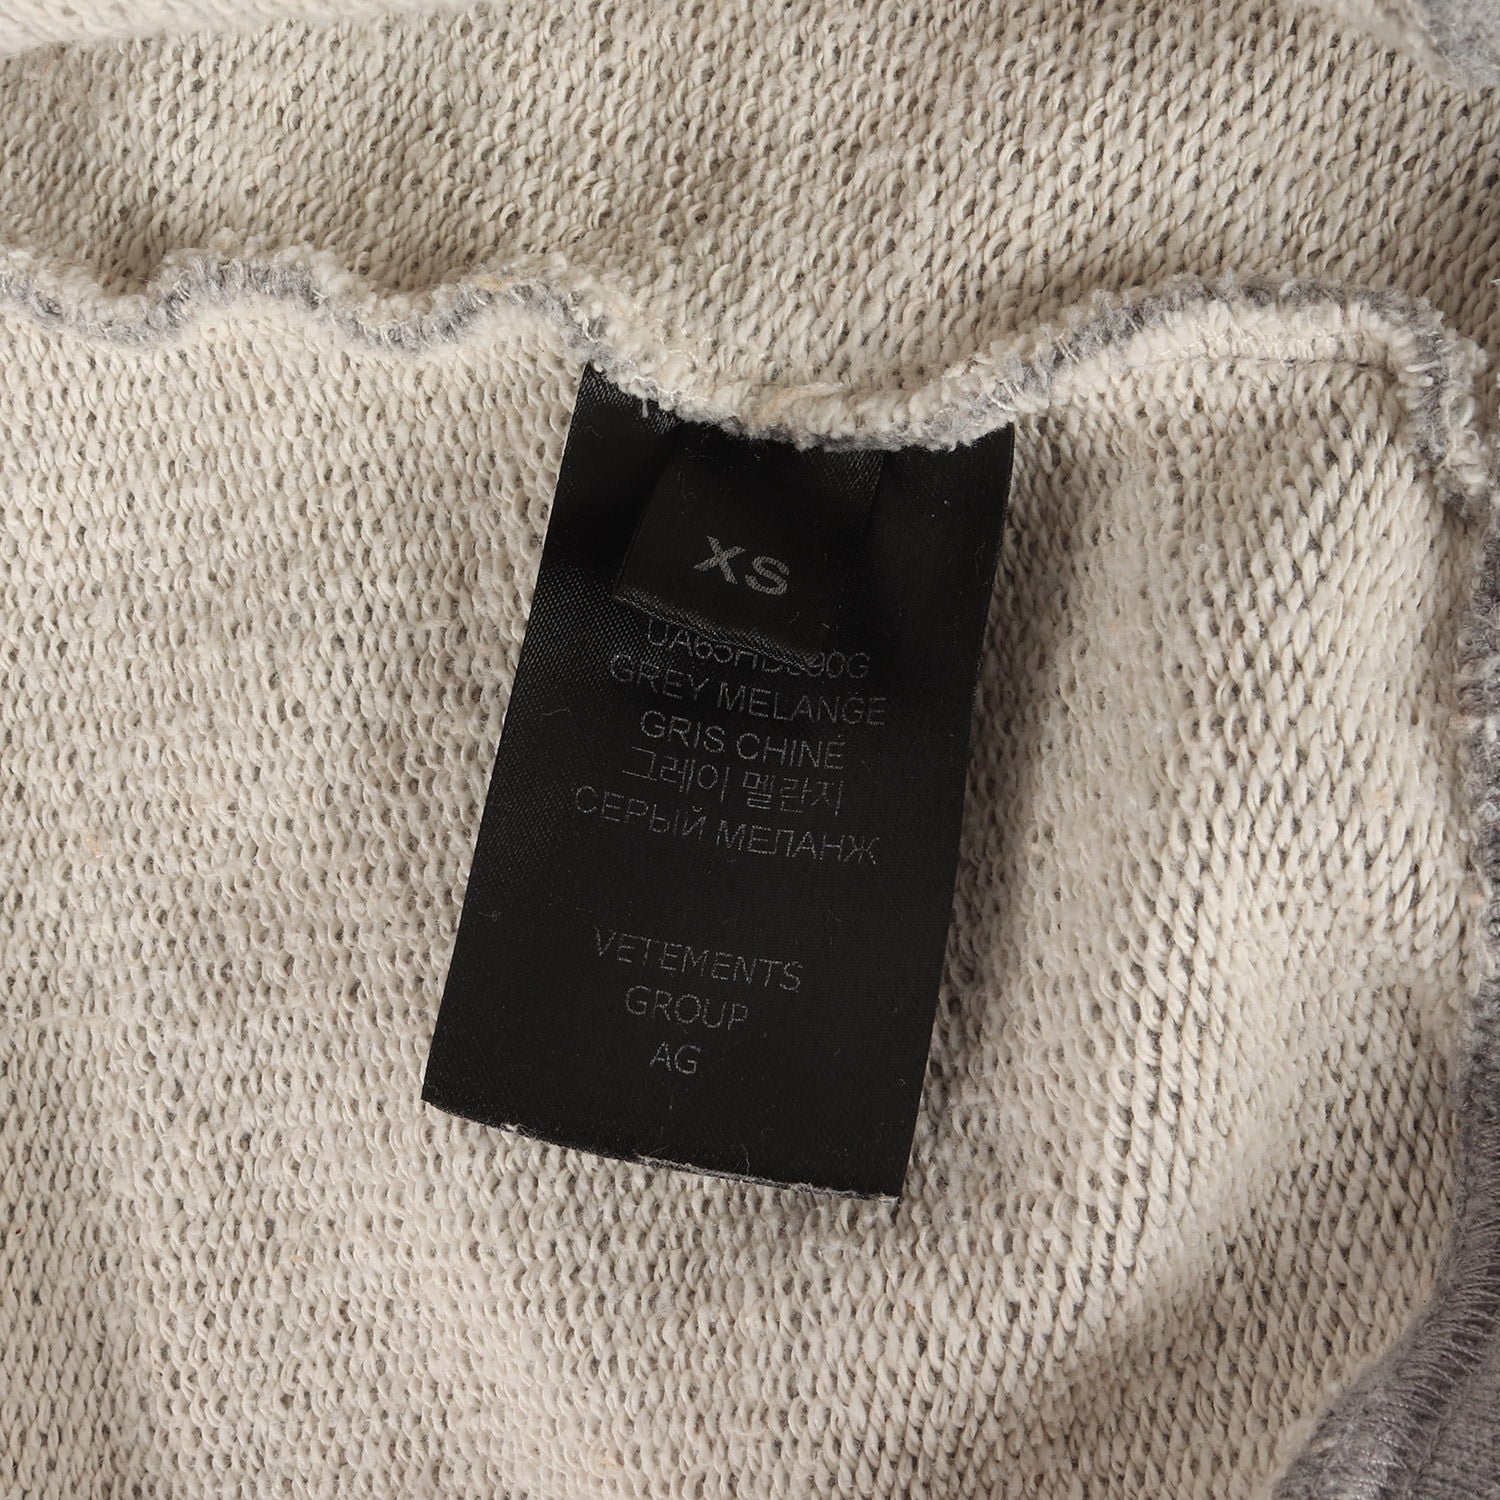 XS
GREY MELANGE
GRIS CHINÉ
그레이 멜란지
СЕРЫЙ МЕЛАНЖ
VETEMENTS
GROUP
AG